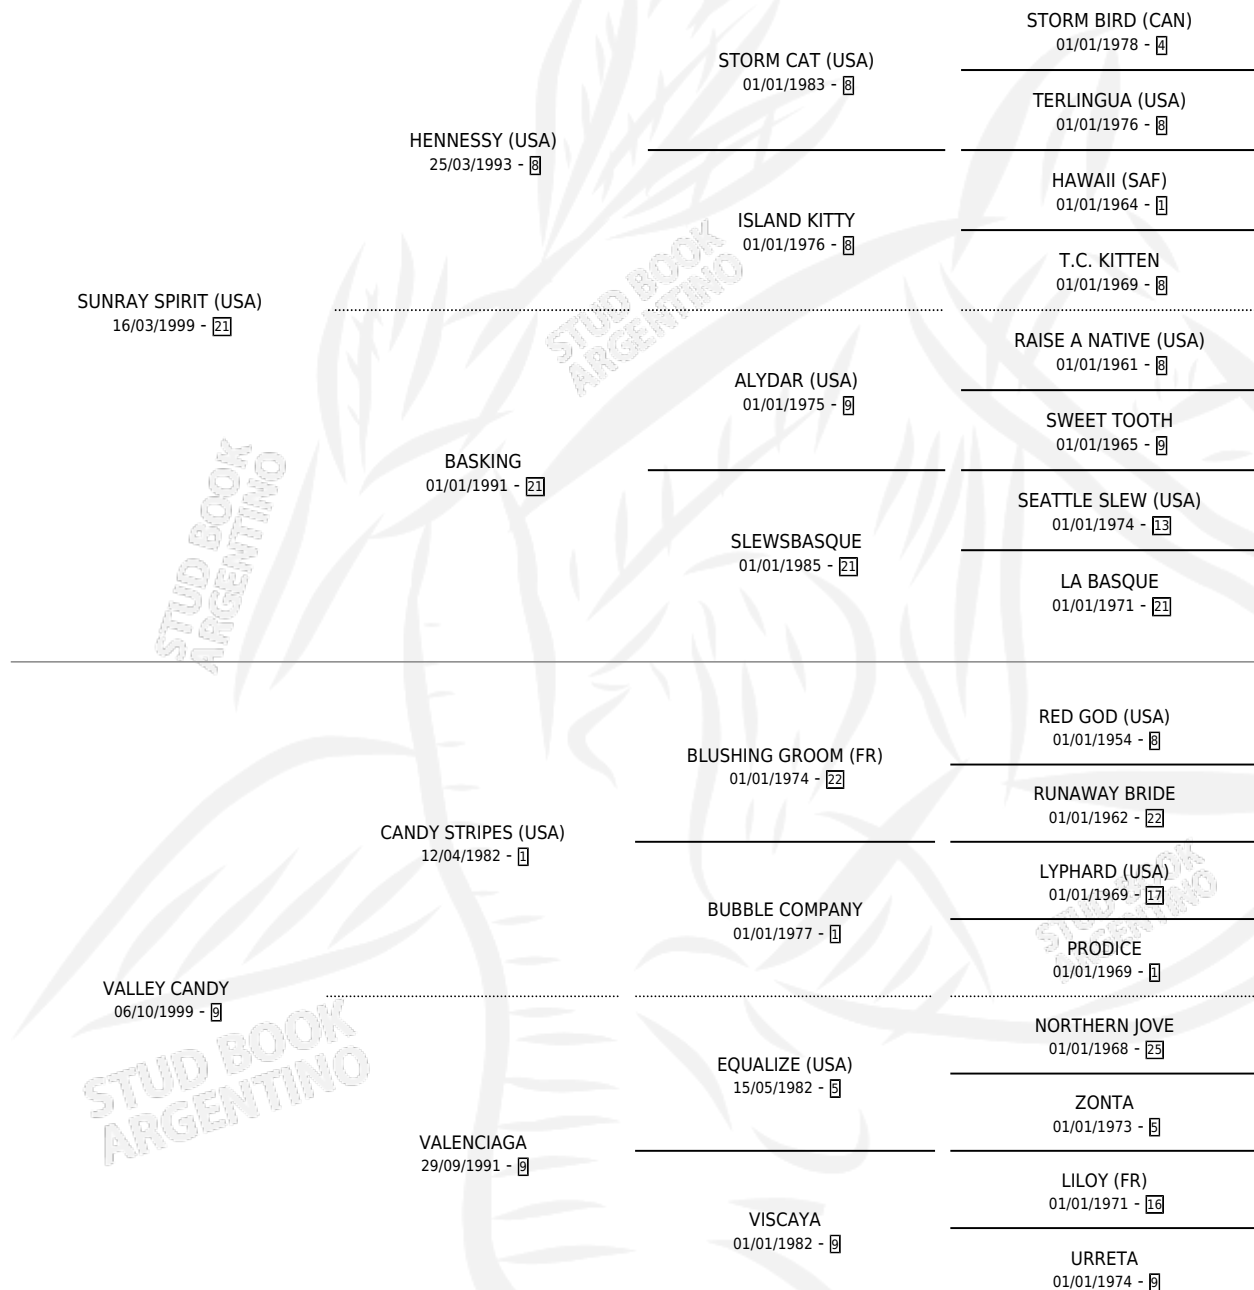 STORM BIRD (CAN)
01/01/1978 - 4
STORM CAT (USA)
01/01/1983 - 8
TERLINGUA (USA)
01/01/1976 - 8
HENNESSY (USA)
25/03/1993 - 8
HAWAII (SAF)
01/01/1964 - 1
ISLAND KITTY
01/01/1976 - 8
T.C. KITTEN
01/01/1969 - 8
SUNRAY SPIRIT (USA)
16/03/1999 - 21
RAISE A NATIVE (USA)
01/01/1961 - 8
ALYDAR (USA)
01/01/1975 - 9
SWEET TOOTH
01/01/1965 - 9
BASKING
01/01/1991 - 21
SEATTLE SLEW (USA)
01/01/1974 - 13
SLEWSBASQUE
01/01/1985 - 21
LA BASQUE
01/01/1971 - 21
RED GOD (USA)
01/01/1954 - 8
BLUSHING GROOM (FR)
01/01/1974 - 22
RUNAWAY BRIDE
01/01/1962 - 22
CANDY STRIPES (USA)
12/04/1982 - 1
LYPHARD (USA)
01/01/1969 - 17
BUBBLE COMPANY
01/01/1977 - 1
PRODICE
01/01/1969 - 1
VALLEY CANDY
06/10/1999 - 9
NORTHERN JOVE
01/01/1968 - 25
EQUALIZE (USA)
15/05/1982 - 5
ZONTA
01/01/1973 - 5
VALENCIAGA
29/09/1991 - 9
LILOY (FR)
01/01/1971 - 16
VISCAYA
01/01/1982 - 9
URRETA
01/01/1974 - 9
STUD BOOK
ARGENTINO
STUD BOOK
ARGENTINO
STUD BOOK
ARGENTINO
STUD BOOK
ARGENTINO